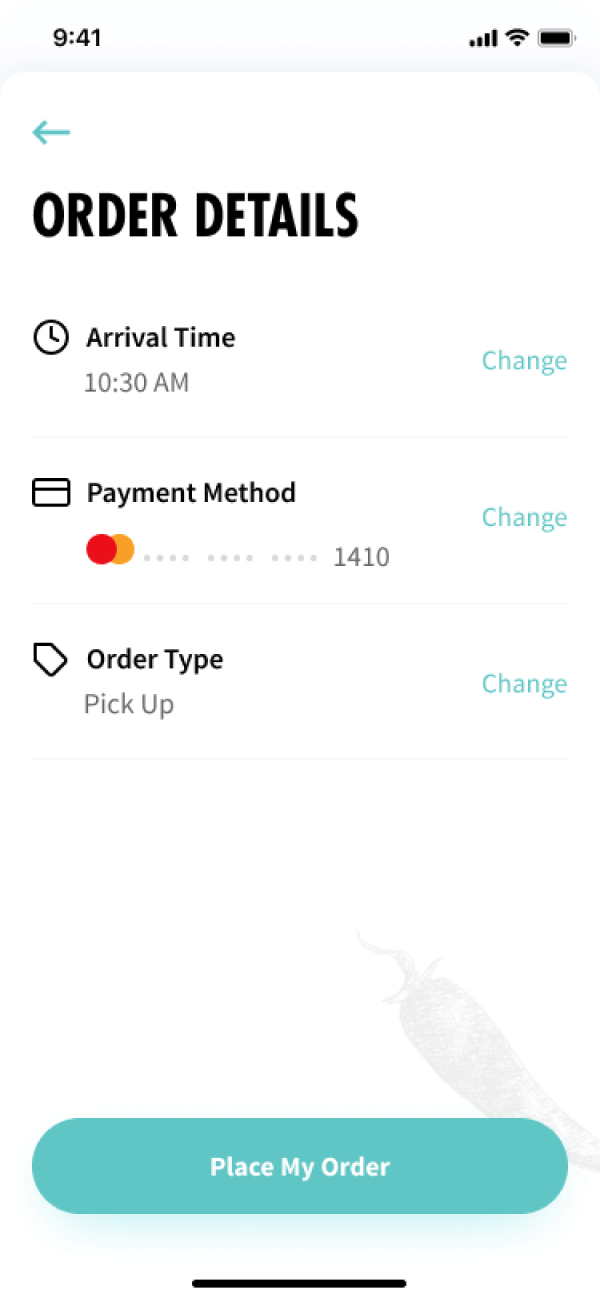 9:41
ORDER DETAILS
Arrival Time
10:30 AM
Change
Payment Method
Change
.... .... .... 1410
Order Type
Pick Up
Change
Place My Order